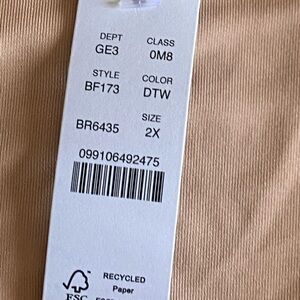 DEPT CLASS
GE3 0M8
STYLE COLOR
BF173 DTW
SIZE
BR6435 2X
099106492475
RECYCLED
Paper
FSC